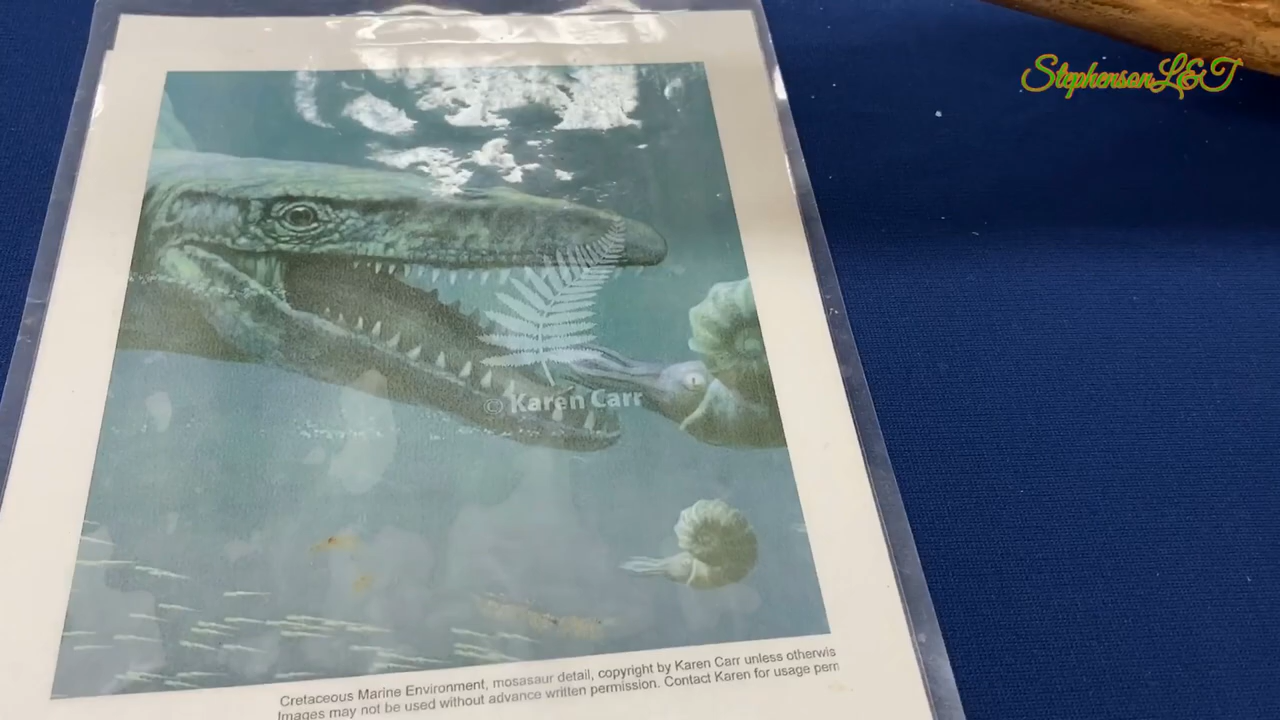 StephensonL&T
© Karen Carr
Cretaceous Marine Environment, mosasaur detail, copyright by Karen Carr unless otherwis
Images may not be used without advance written permission. Contact Karen for usage perm